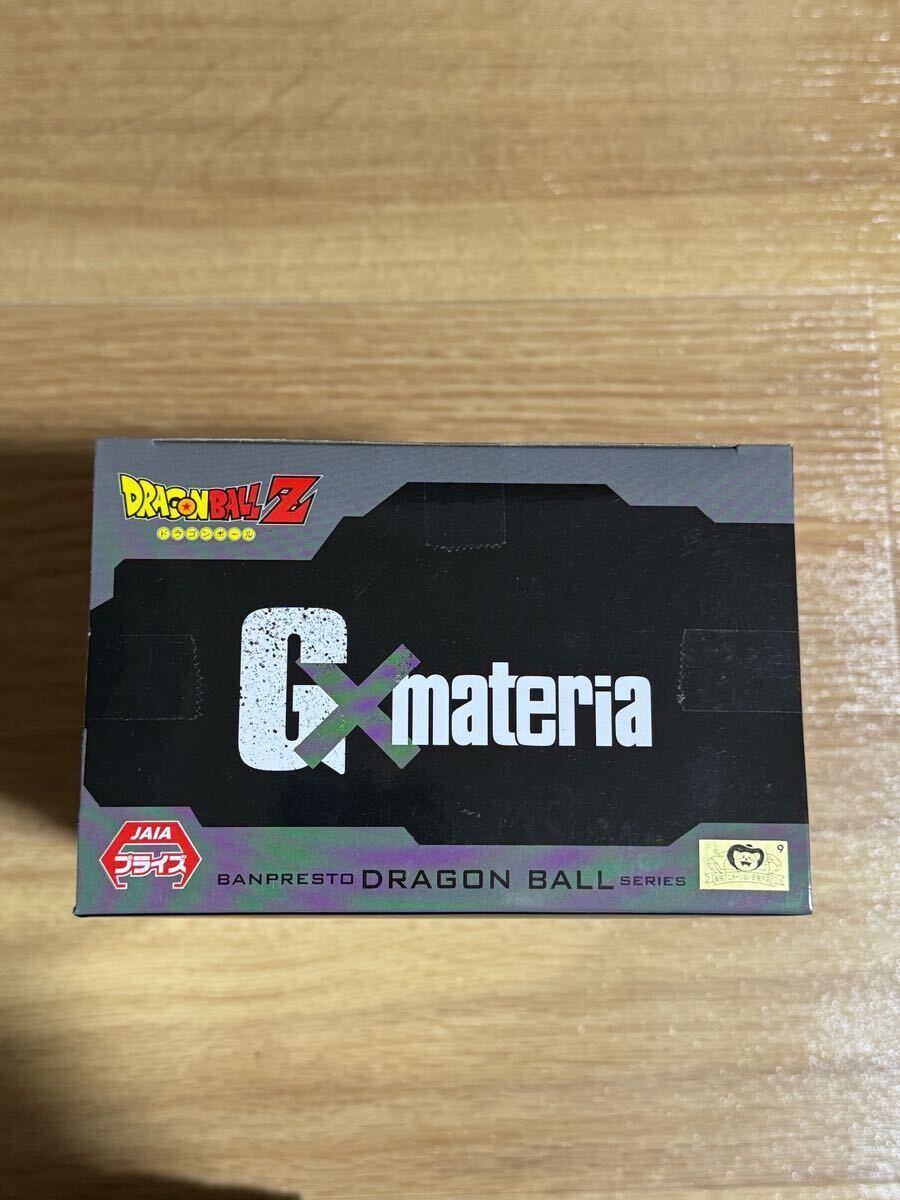 DRAGON BALL Z
ドラゴンボール
G×materia
JAIA
プライズ
BANPRESTO DRAGON BALL SERIES
9